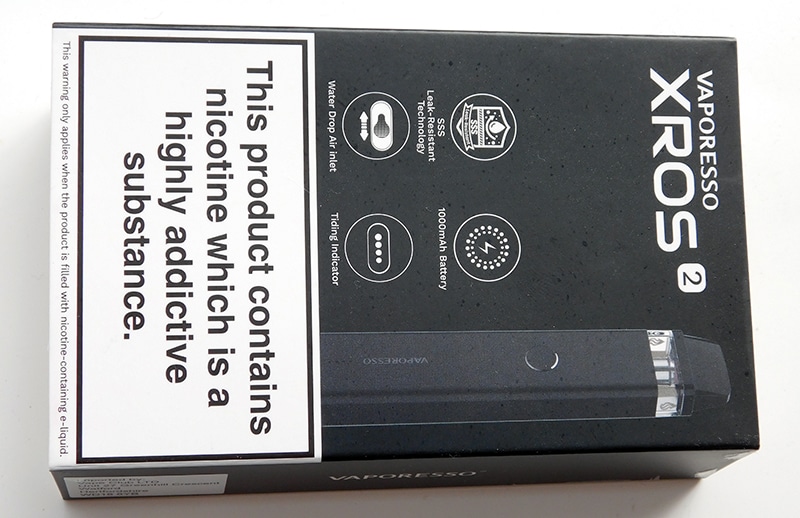 VAPORESSO
XROS 2
SSS
SSS
Leak-Resistant
Technology
1000mAh Battery
Water Drop Air Inlet
Tiding Indicator
VAPORESSO
This product contains
nicotine which is a
highly addictive
substance.
This warning only applies when the product is filled with nicotine-containing e-liquid.
VAPORESSO
Hertfordshire